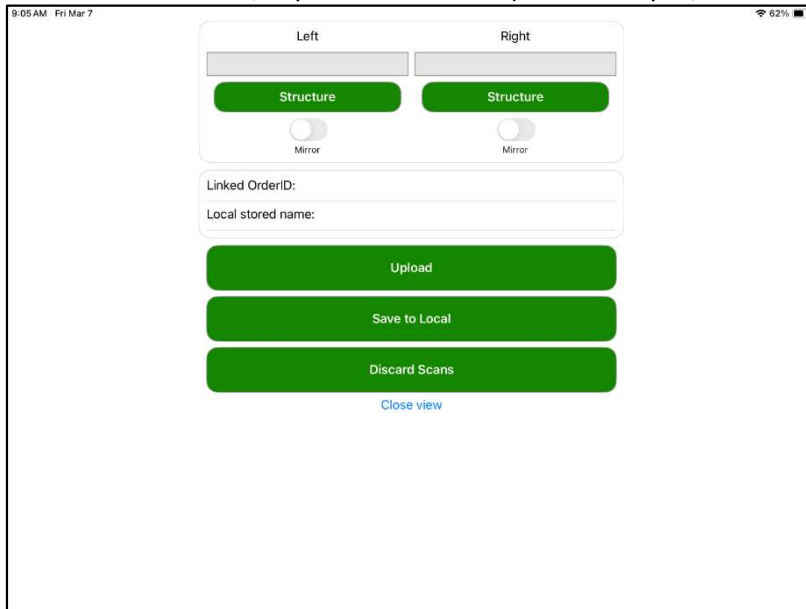 9:05 AM Fri Mar 7 62%
Left Right
Structure Structure
Mirror Mirror
Linked OrderID:
Local stored name:
Upload
Save to Local
Discard Scans
Close view